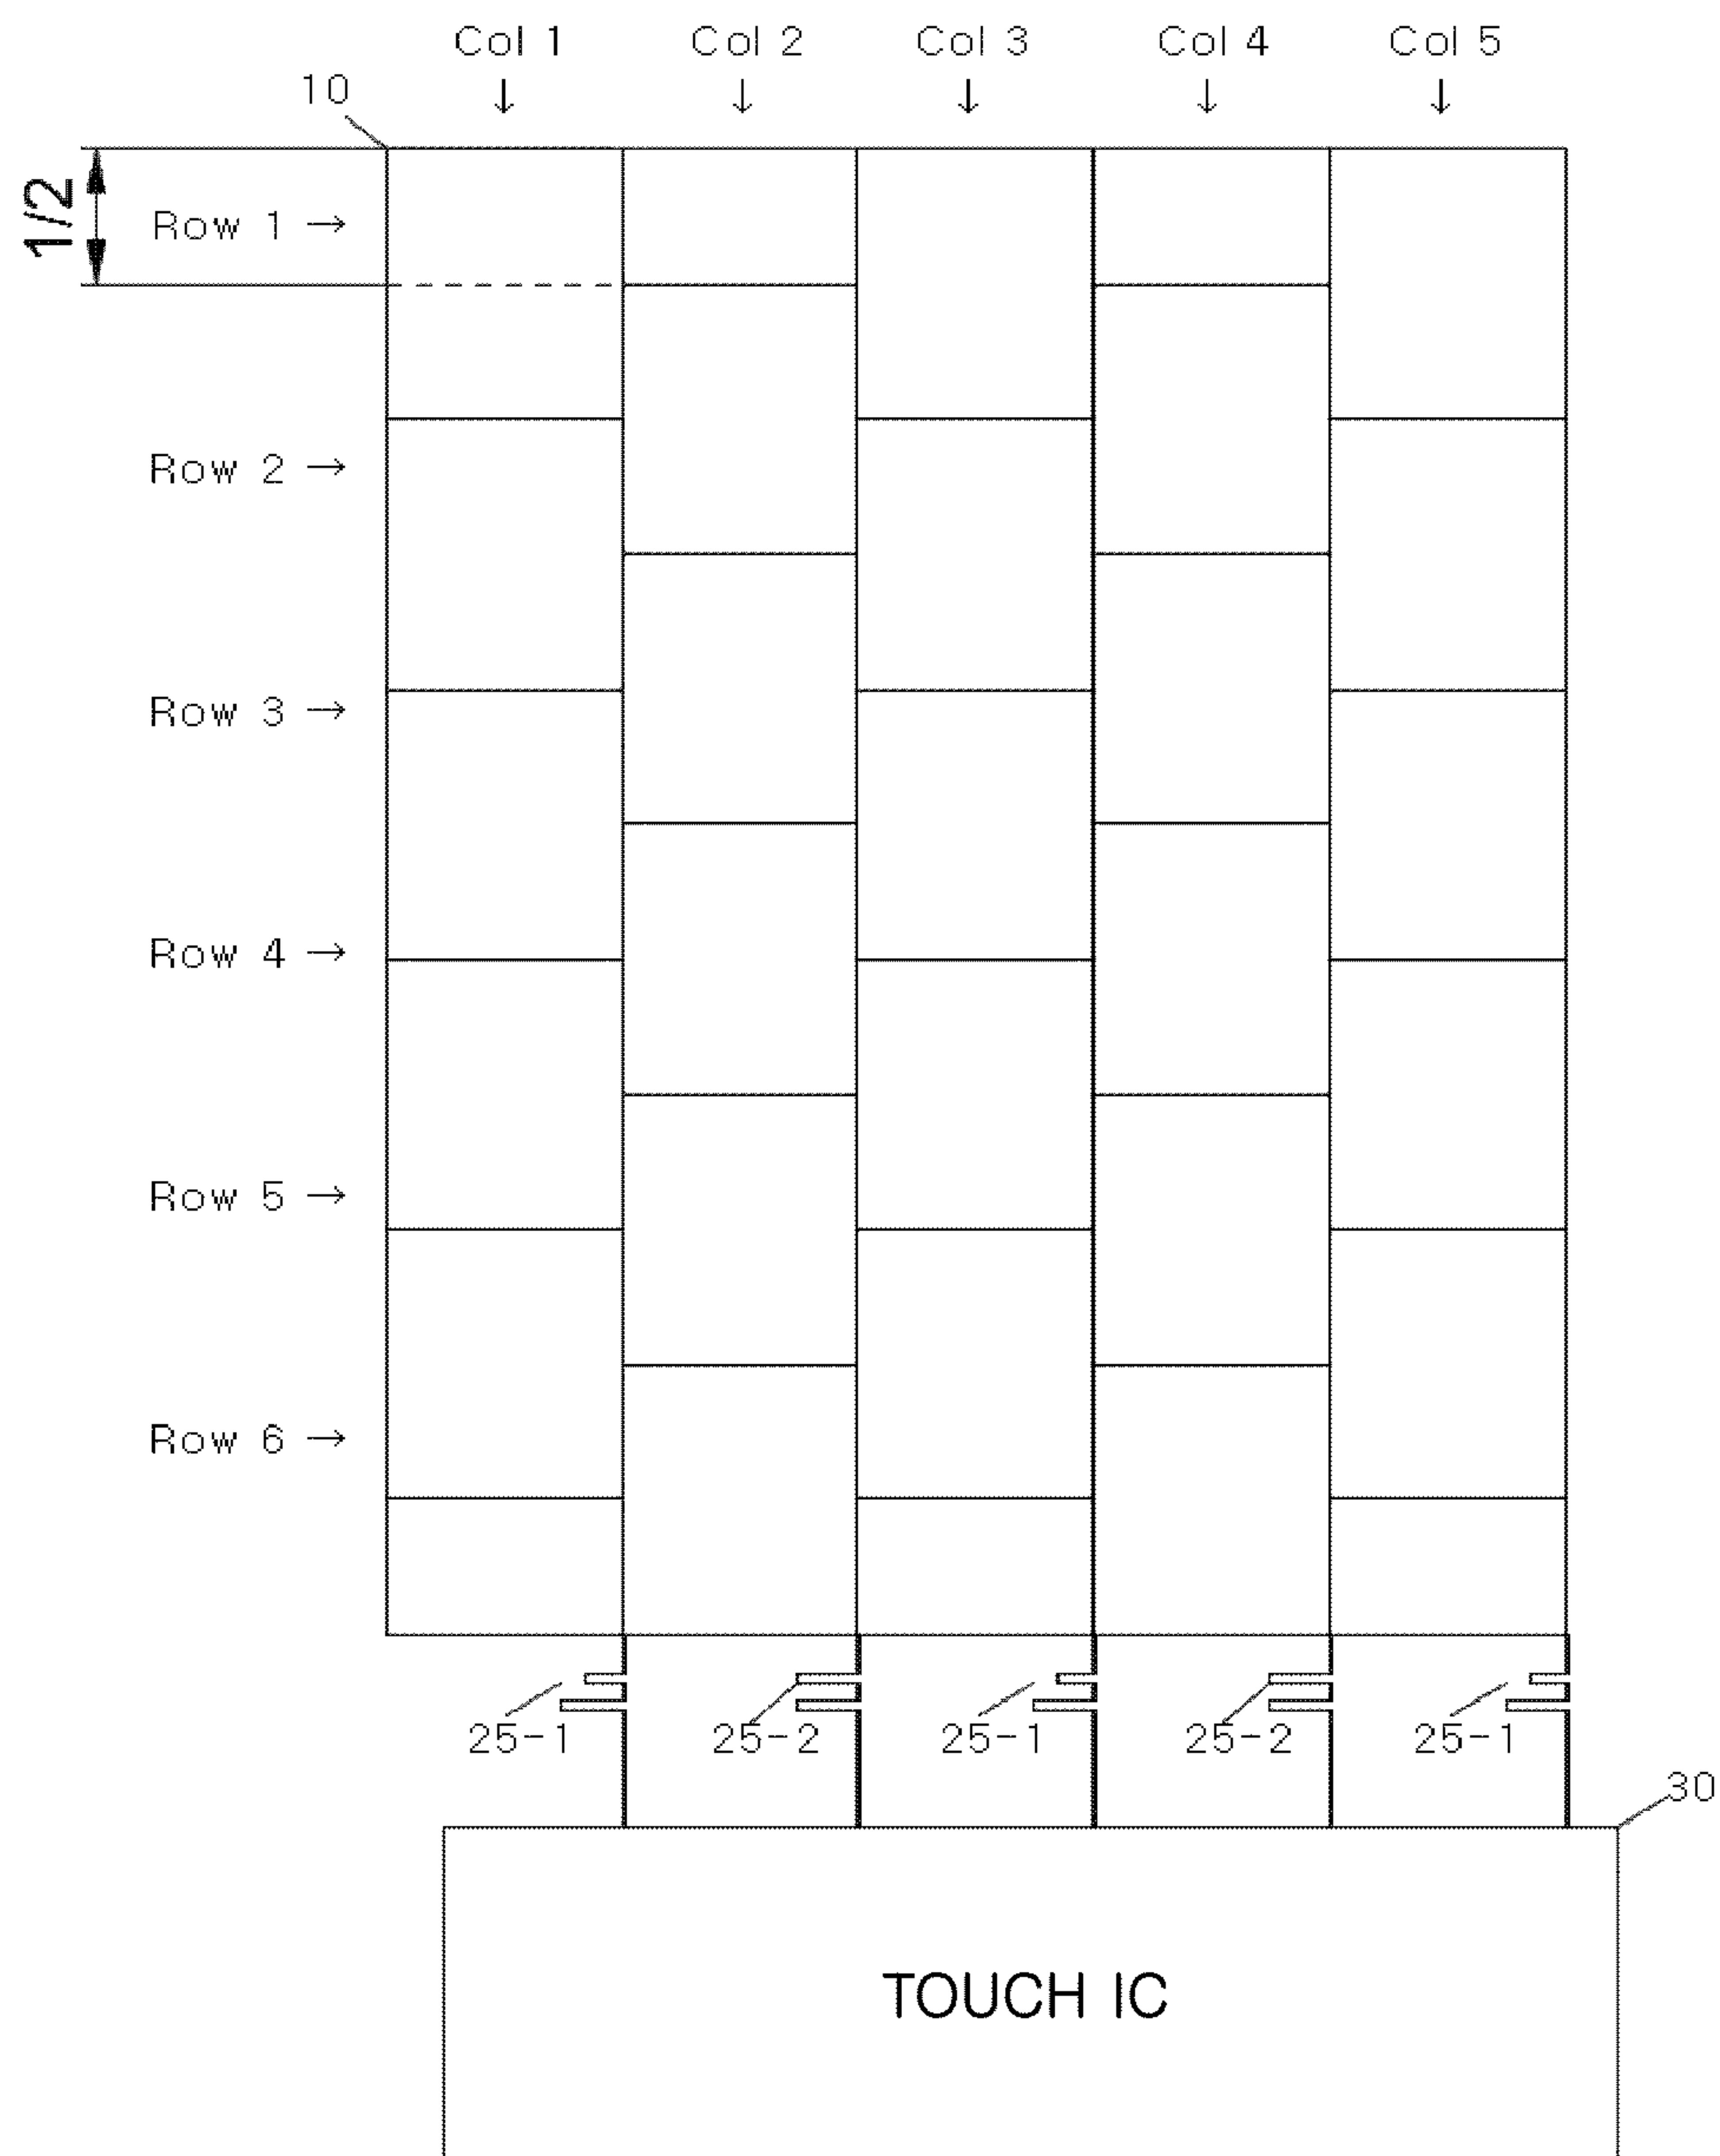 Col 1 Col 2 Col 3 Col 4 Col 5
↓ ↓ ↓ ↓ ↓
10
1/2
Row 1 →
Row 2 →
Row 3 →
Row 4 →
Row 5 →
Row 6 →
25-1 25-2 25-1 25-2 25-1
30
TOUCH IC